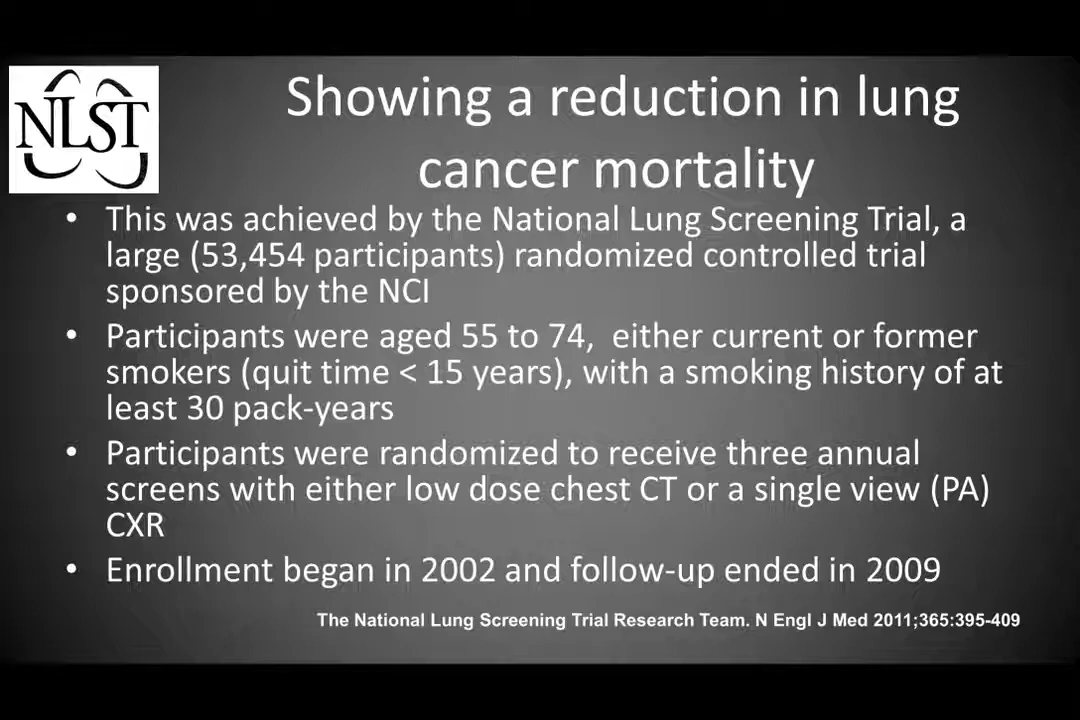 NLST
Showing a reduction in lung
cancer mortality
• This was achieved by the National Lung Screening Trial, a
large (53,454 participants) randomized controlled trial
sponsored by the NCI
• Participants were aged 55 to 74, either current or former
smokers (quit time < 15 years), with a smoking history of at
least 30 pack-years
• Participants were randomized to receive three annual
screens with either low dose chest CT or a single view (PA)
CXR
• Enrollment began in 2002 and follow-up ended in 2009
The National Lung Screening Trial Research Team. N Engl J Med 2011;365:395-409